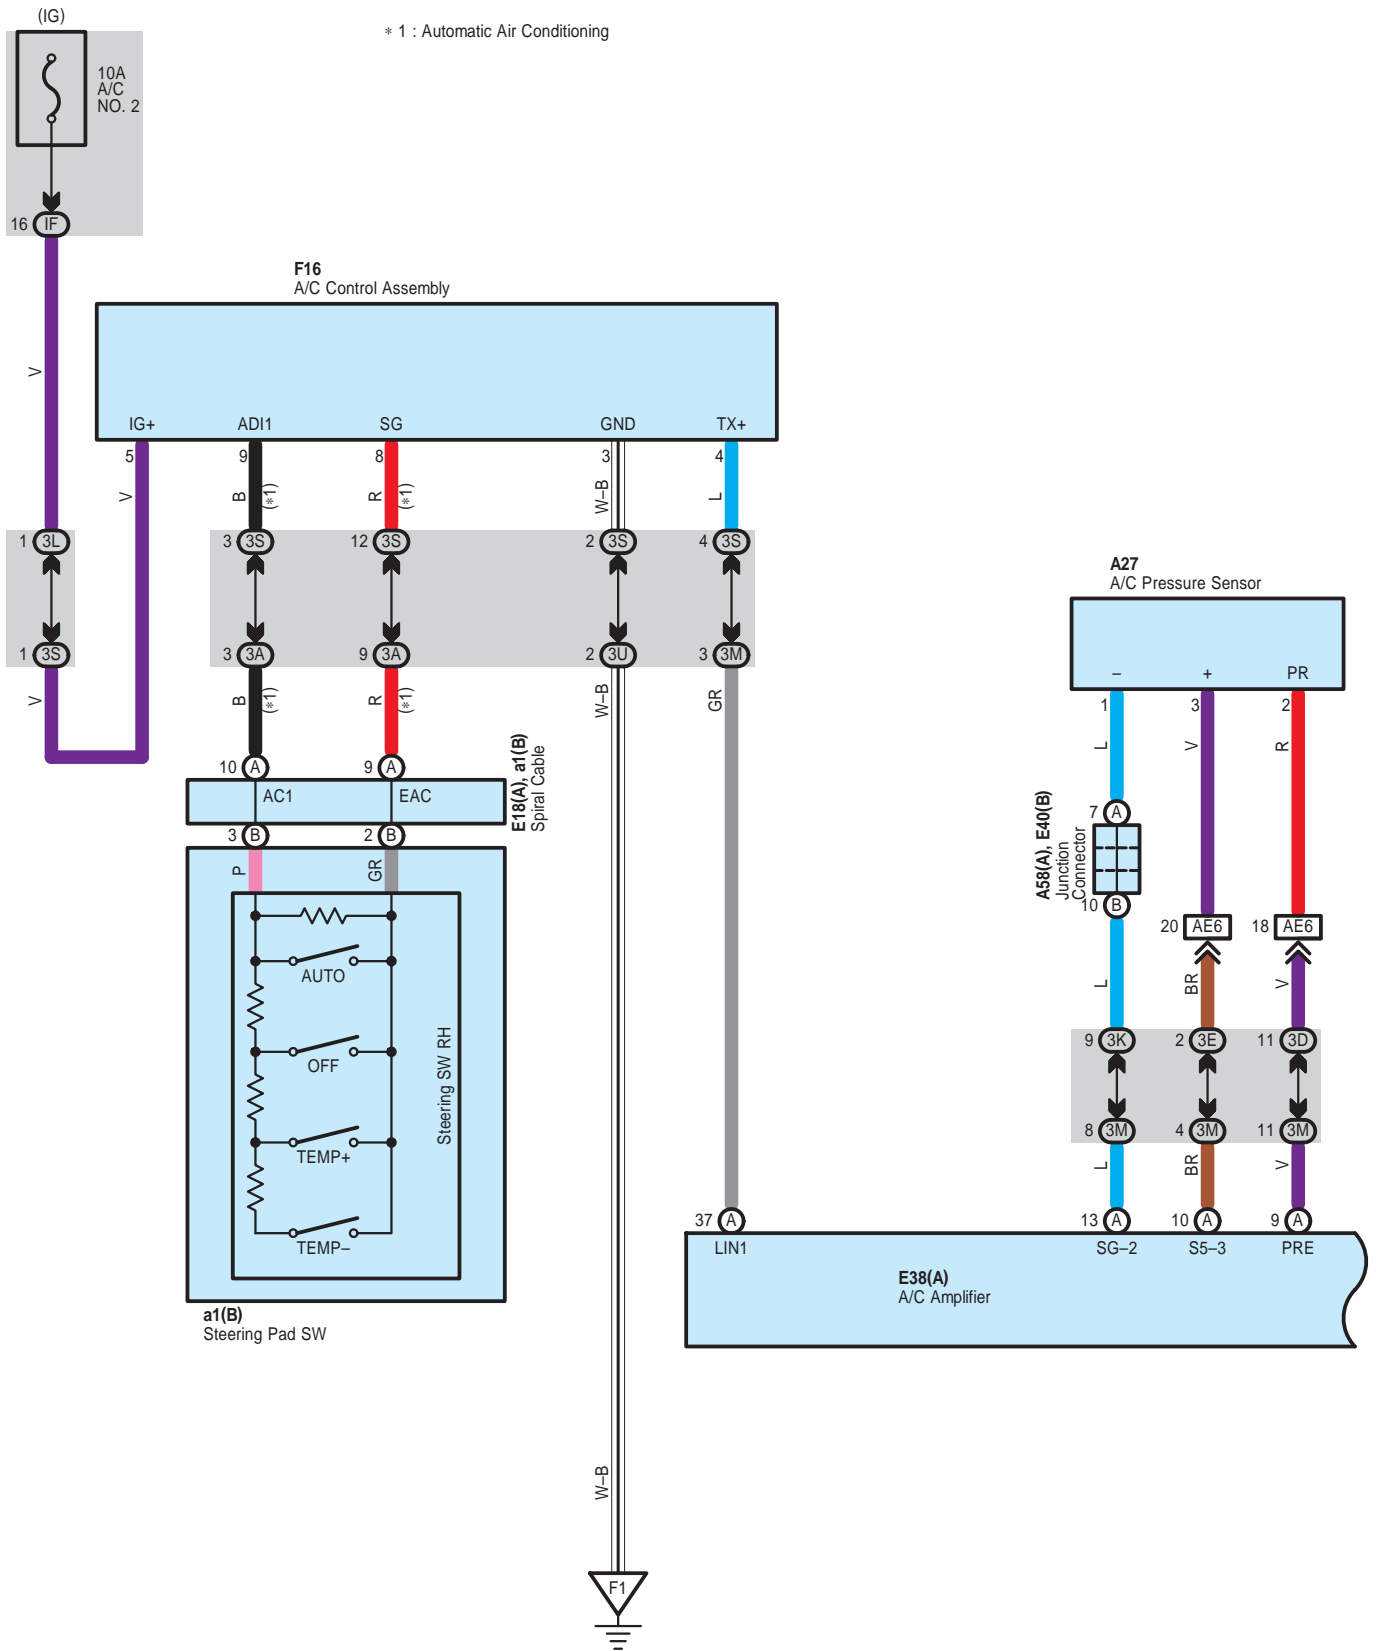 (IG)
* 1 : Automatic Air Conditioning
10A
A/C
NO. 2
16 IF
V
F16
A/C Control Assembly
IG+ ADI1 SG GND TX+
5 9 8 3 4
V B (*1) R (*1) W–B L
1 3L 3 3S 12 3S 2 3S 4 3S
1 3S 3 3A 9 3A 2 3U 3 3M
V B (*1) R (*1) W–B GR
10 A 9 A
AC1 EAC
E18(A), a1(B)
Spiral Cable
3 B 2 B
P GR
AUTO
OFF
TEMP+
TEMP–
Steering SW RH
a1(B)
Steering Pad SW
W–B
F1
A27
A/C Pressure Sensor
– + PR
1 3 2
L V R
7 A
A58(A), E40(B)
Junction
Connector
10 B
20 AE6 18 AE6
L BR V
9 3K 2 3E 11 3D
8 3M 4 3M 11 3M
L BR V
37 A 13 A 10 A 9 A
LIN1 SG–2 S5–3 PRE
E38(A)
A/C Amplifier